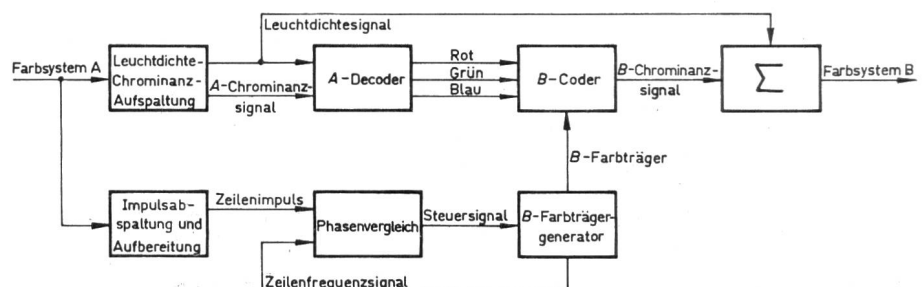 Leuchtdichtesignal
Farbsystem A
Leuchtdichte-
Chrominanz-
Aufspaltung
A-Chrominanz-
signal
A-Decoder
Rot
Grün
Blau
B-Coder
B-Chrominanz-
signal
Σ
Farbsystem B
B-Farbträger
Impulsab-
spaltung und
Aufbereitung
Zeilenimpuls
Phasenvergleich
Steuersignal
B-Farbträger-
generator
Zeilenfrequenzsignal